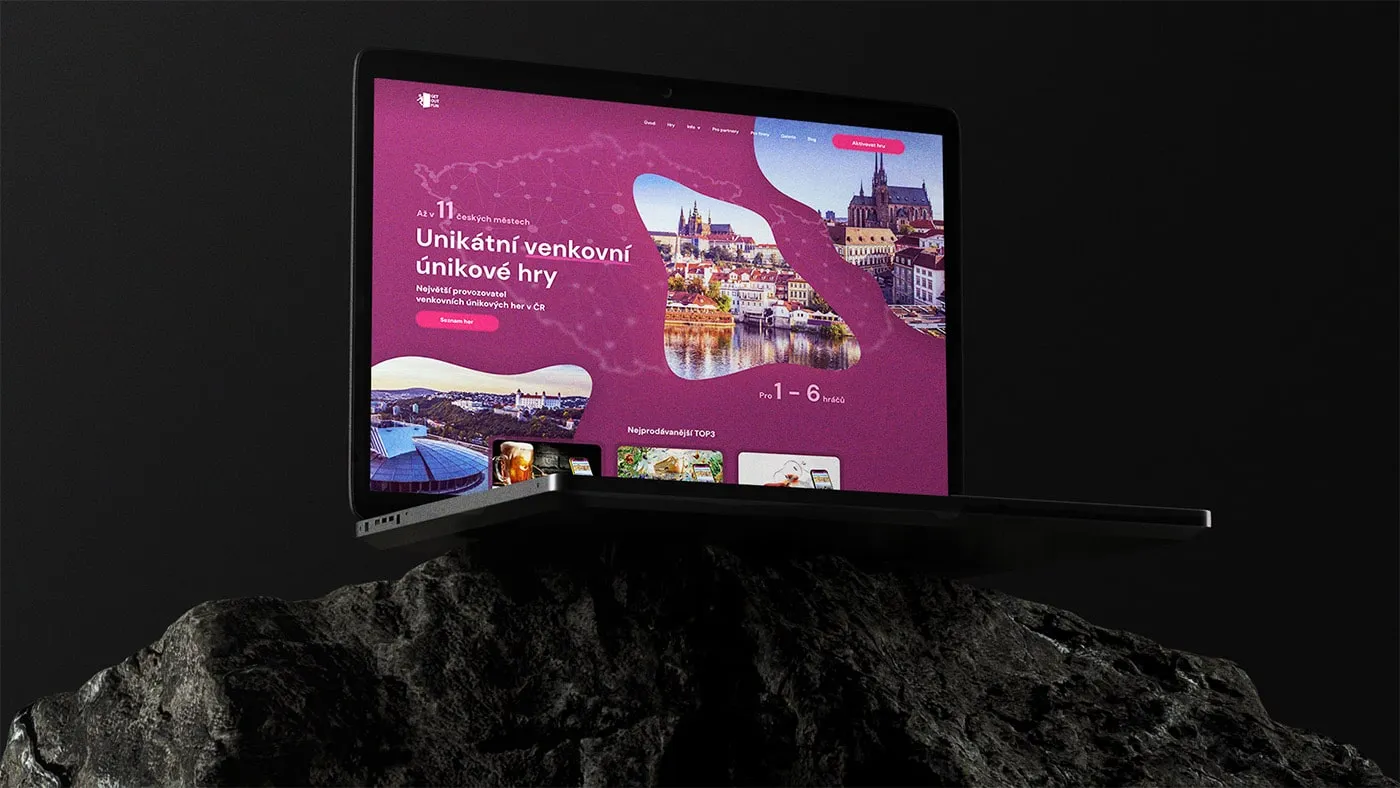 GET
OUT
FUN
Úvod Hry Info Pro partnery Pro firmy Galerie Blog
Aktivovat hru
Až v 11 českých městech
Unikátní venkovní
únikové hry
Největší provozovatel
venkovních únikových her v ČR
Seznam her
Pro 1 – 6 hráčů
Nejprodávanější TOP3